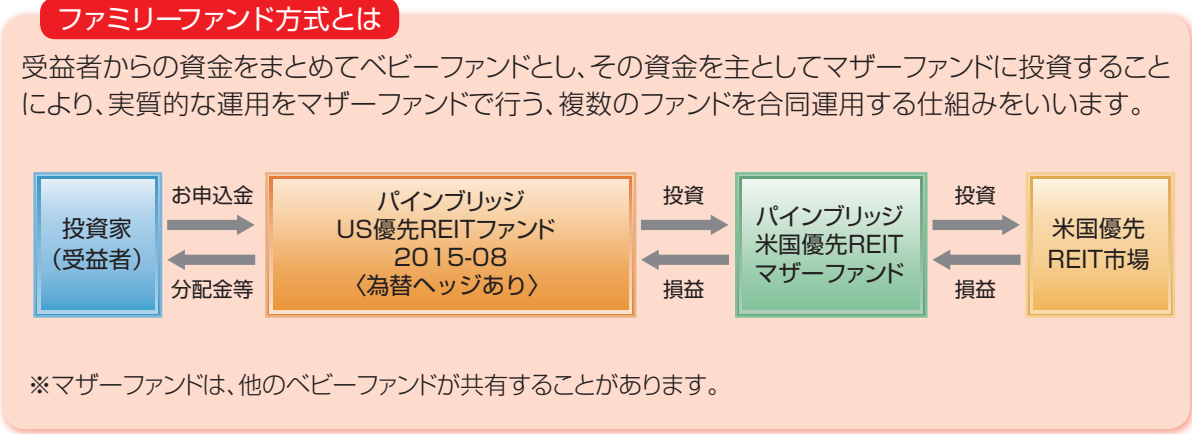 ファミリーファンド方式とは
受益者からの資金をまとめてベビーファンドとし、その資金を主としてマザーファンドに投資すること
により、実質的な運用をマザーファンドで行う、複数のファンドを合同運用する仕組みをいいます。
投資家
（受益者）
お申込金
分配金等
パインブリッジ
US優先REITファンド
2015-08
〈為替ヘッジあり〉
投資
損益
パインブリッジ
米国優先REIT
マザーファンド
投資
損益
米国優先
REIT市場
※マザーファンドは、他のベビーファンドが共有することがあります。